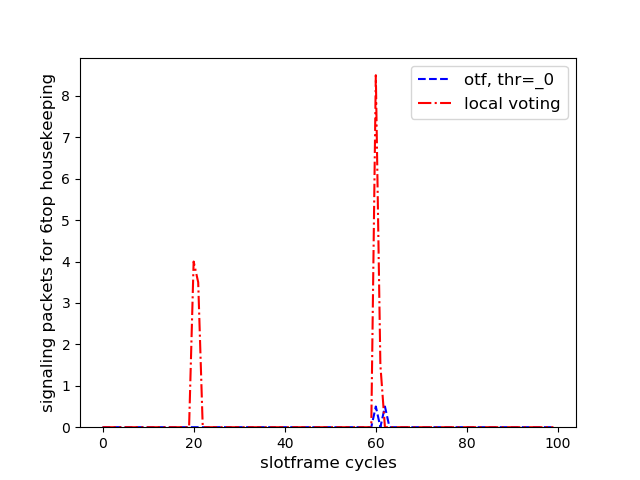 signaling packets for 6top housekeeping
8
7
6
5
4
3
2
1
0
otf, thr=_0
local voting
0 20 40 60 80 100
slotframe cycles